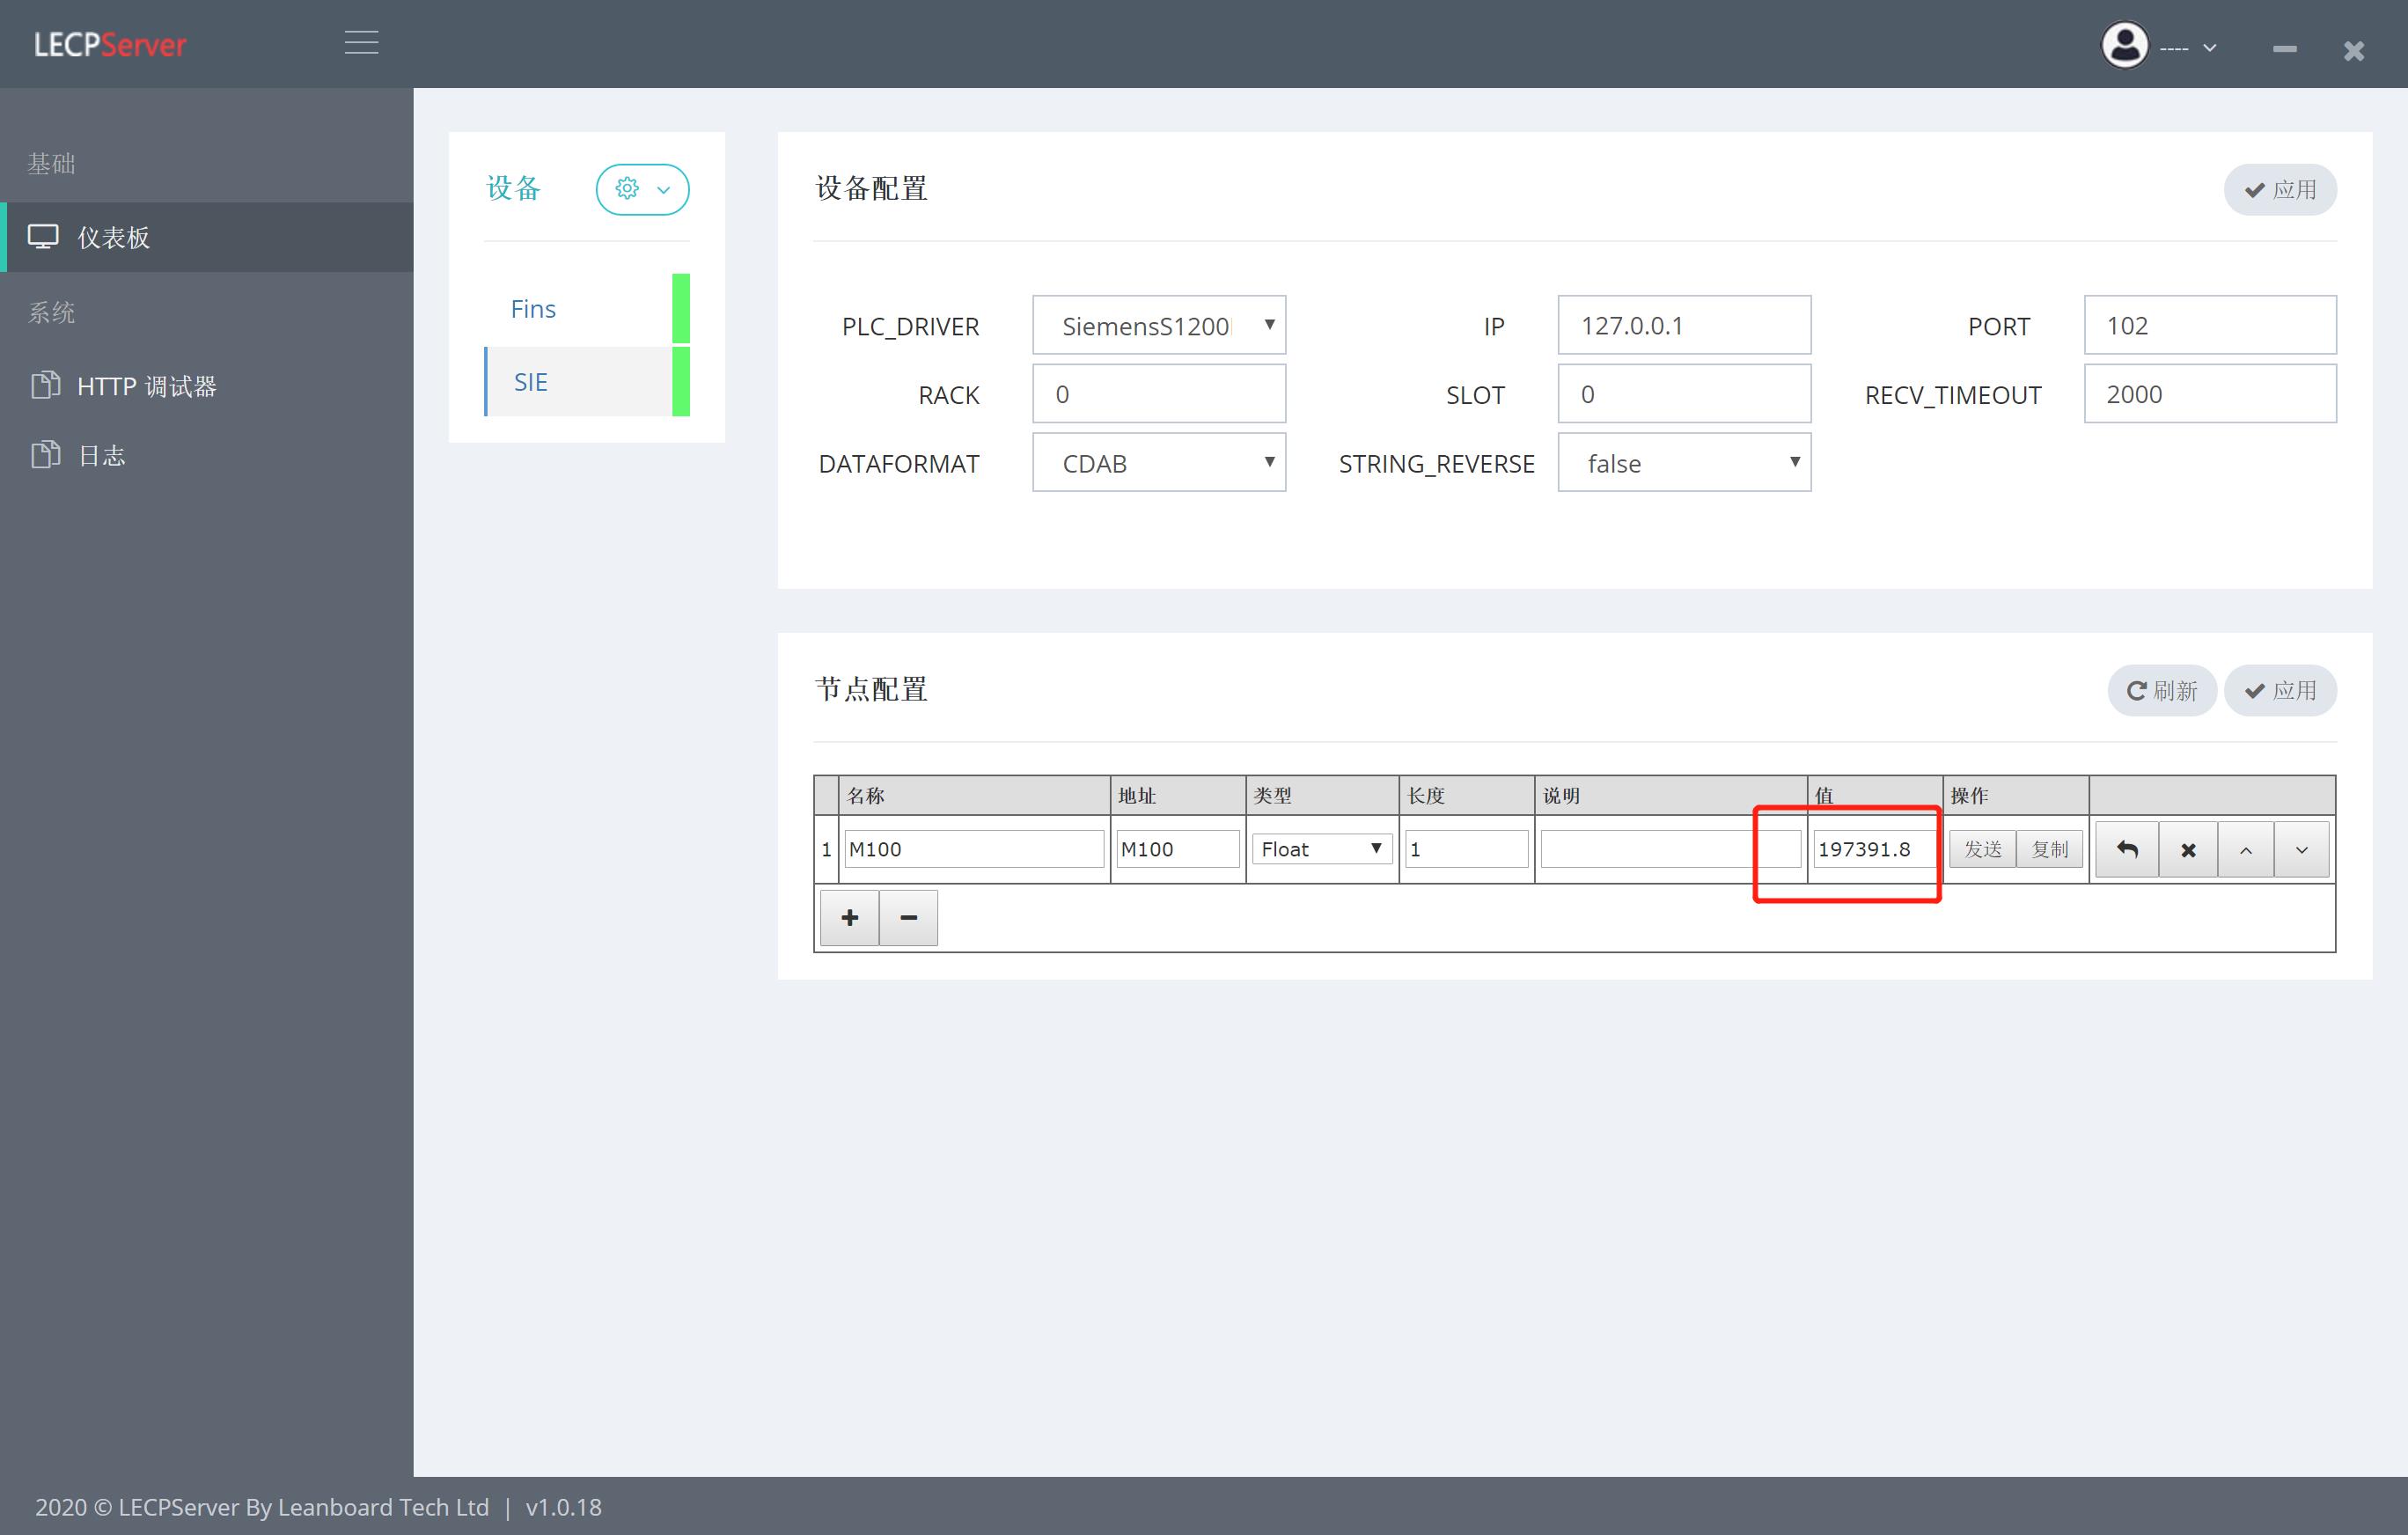 LECPServer
----
基础
仪表板
系统
HTTP 调试器
日志
设备
Fins
SIE
设备配置
应用
PLC_DRIVER
SiemensS1200
IP
127.0.0.1
PORT
102
RACK
0
SLOT
0
RECV_TIMEOUT
2000
DATAFORMAT
CDAB
STRING_REVERSE
false
节点配置
刷新
应用
名称 地址 类型 长度 说明 值 操作
1 M100 M100 Float 1 197391.8 发送 复制
2020 © LECPServer By Leanboard Tech Ltd | v1.0.18